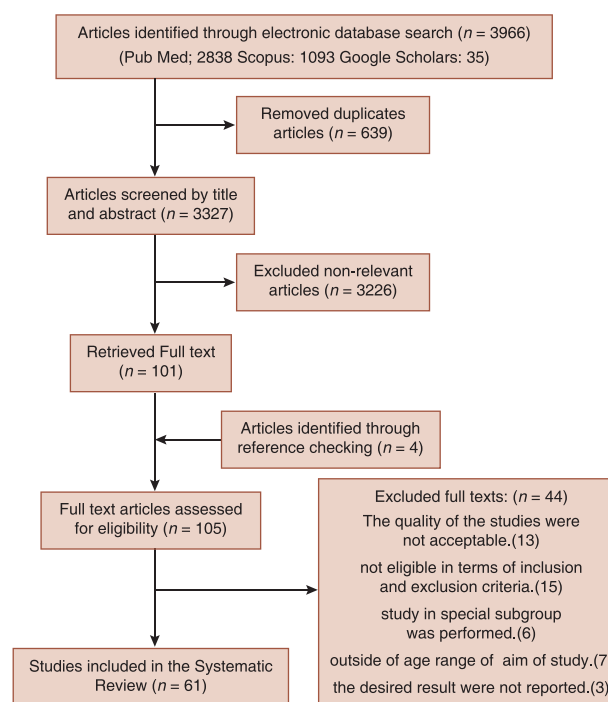 Articles identified through electronic database search (n = 3966)
(Pub Med; 2838 Scopus: 1093 Google Scholars: 35)
Removed duplicates
articles (n = 639)
Articles screened by title
and abstract (n = 3327)
Excluded non-relevant
articles (n = 3226)
Retrieved Full text
(n = 101)
Articles identified through
reference checking (n = 4)
Full text articles assessed
for eligibility (n = 105)
Excluded full texts: (n = 44)
The quality of the studies were
not acceptable.(13)
not eligible in terms of inclusion
and exclusion criteria.(15)
study in special subgroup
was performed.(6)
outside of age range of aim of study.(7
the desired result were not reported.(3)
Studies included in the Systematic
Review (n = 61)